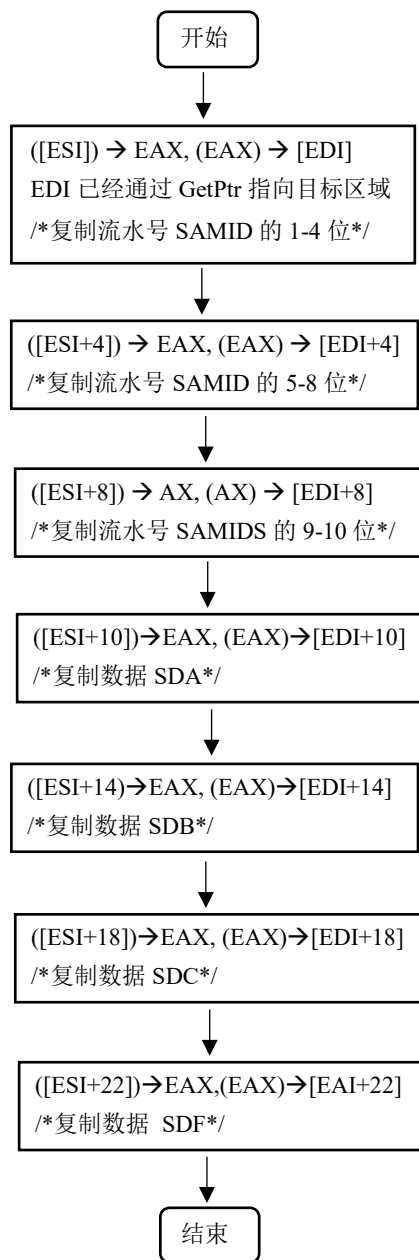 开始
([ESI]) → EAX, (EAX) → [EDI]
EDI 已经通过 GetPtr 指向目标区域
/*复制流水号 SAMID 的 1-4 位*/
([ESI+4]) → EAX, (EAX) → [EDI+4]
/*复制流水号 SAMID 的 5-8 位*/
([ESI+8]) → AX, (AX) → [EDI+8]
/*复制流水号 SAMIDS 的 9-10 位*/
([ESI+10])→EAX, (EAX)→[EDI+10]
/*复制数据 SDA*/
([ESI+14)→EAX, (EAX)→[EDI+14]
/*复制数据 SDB*/
([ESI+18])→EAX, (EAX)→[EDI+18]
/*复制数据 SDC*/
([ESI+22])→EAX,(EAX)→[EAI+22]
/*复制数据 SDF*/
结束